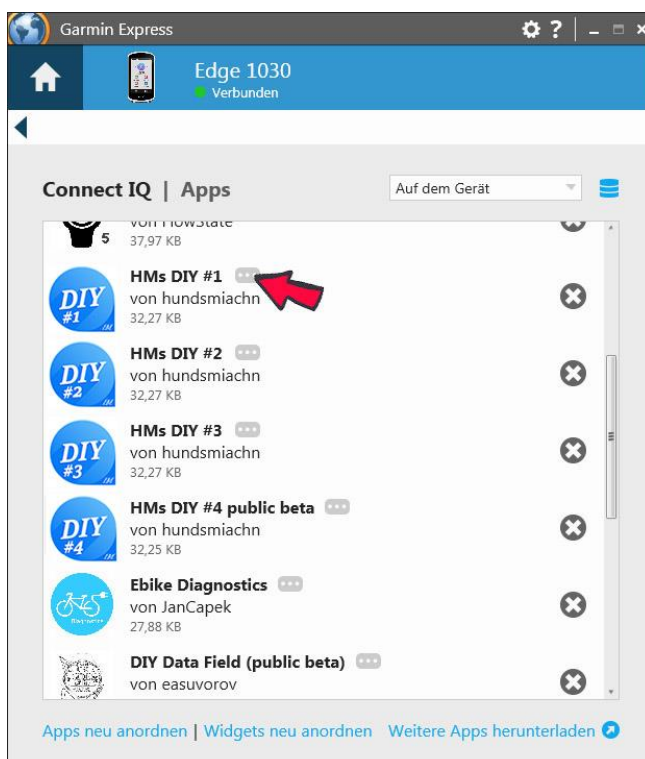 Garmin Express
?
Edge 1030
Verbunden
Connect IQ | Apps
Auf dem Gerät
von FlowState
5
37,97 KB
HMs DIY #1
von hundsmiachn
32,27 KB
DIY
#1
HMs DIY #2
von hundsmiachn
32,27 KB
DIY
#2
HMs DIY #3
von hundsmiachn
32,27 KB
DIY
#3
HMs DIY #4 public beta
von hundsmiachn
32,25 KB
DIY
#4
Ebike Diagnostics
von JanCapek
27,88 KB
Diagnostics
DIY Data Field (public beta)
von easuvorov
Apps neu anordnen | Widgets neu anordnen Weitere Apps herunterladen